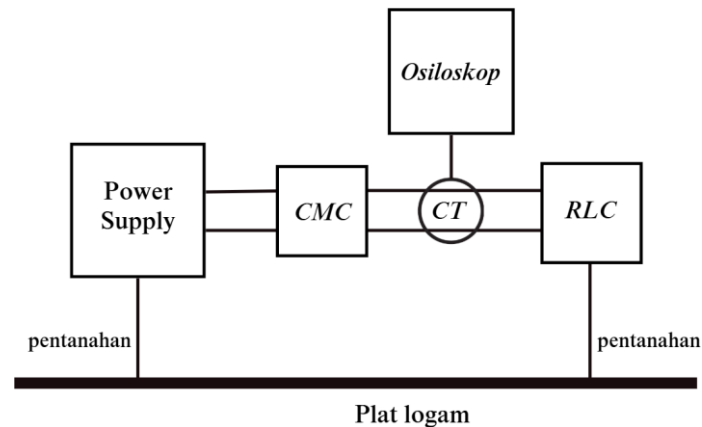 Osiloskop
Power
Supply
CMC
CT
RLC
pentanahan
pentanahan
Plat logam